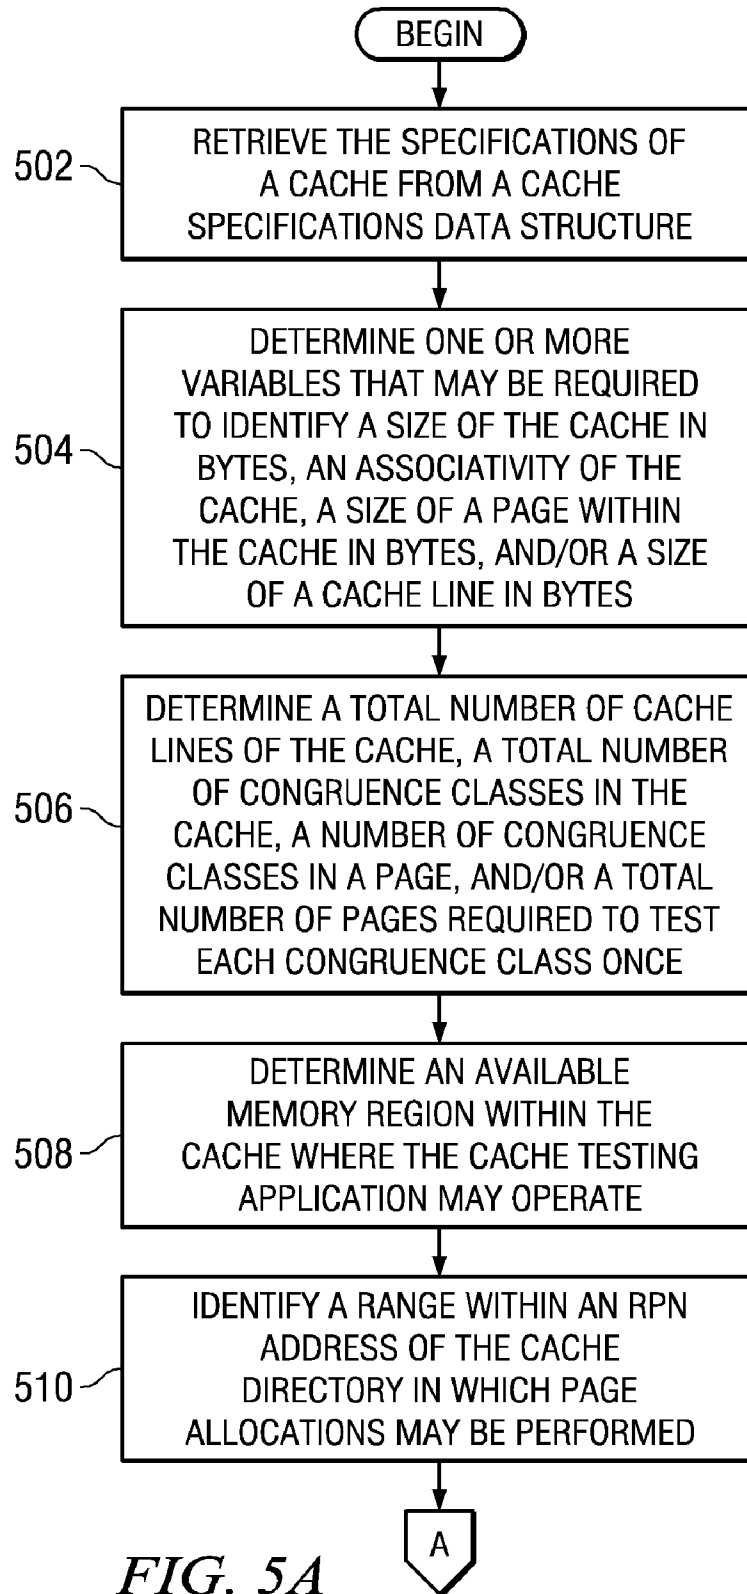 BEGIN
502
RETRIEVE THE SPECIFICATIONS OF
A CACHE FROM A CACHE
SPECIFICATIONS DATA STRUCTURE
504
DETERMINE ONE OR MORE
VARIABLES THAT MAY BE REQUIRED
TO IDENTIFY A SIZE OF THE CACHE IN
BYTES, AN ASSOCIATIVITY OF THE
CACHE, A SIZE OF A PAGE WITHIN
THE CACHE IN BYTES, AND/OR A SIZE
OF A CACHE LINE IN BYTES
506
DETERMINE A TOTAL NUMBER OF CACHE
LINES OF THE CACHE, A TOTAL NUMBER
OF CONGRUENCE CLASSES IN THE
CACHE, A NUMBER OF CONGRUENCE
CLASSES IN A PAGE, AND/OR A TOTAL
NUMBER OF PAGES REQUIRED TO TEST
EACH CONGRUENCE CLASS ONCE
508
DETERMINE AN AVAILABLE
MEMORY REGION WITHIN THE
CACHE WHERE THE CACHE TESTING
APPLICATION MAY OPERATE
510
IDENTIFY A RANGE WITHIN AN RPN
ADDRESS OF THE CACHE
DIRECTORY IN WHICH PAGE
ALLOCATIONS MAY BE PERFORMED
A
FIG. 5A